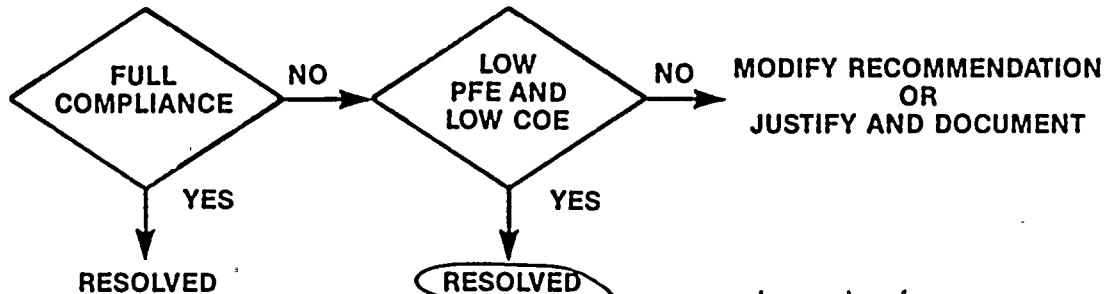 FULL
COMPLIANCE
NO
LOW
PFE AND
LOW COE
NO
MODIFY RECOMMENDATION
OR
JUSTIFY AND DOCUMENT
YES
YES
RESOLVED
RESOLVED